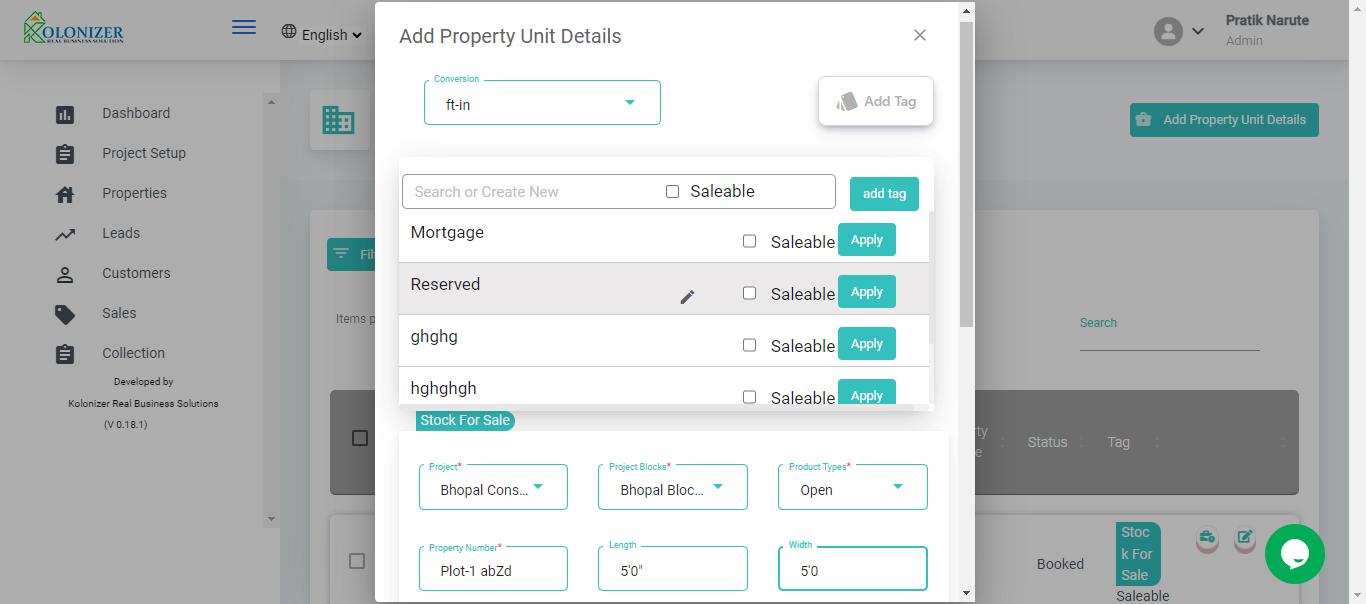 KOLONIZER
REAL BUSINESS SOLUTION
English
Pratik Narute
Admin
Dashboard
Project Setup
Properties
Leads
Customers
Sales
Collection
Developed by
Kolonizer Real Business Solutions
(V 0.18.1)
Add Property Unit Details
Add Property Unit Details
Conversion
ft-in
Add Tag
Search or Create New
Saleable
add tag
Mortgage
Saleable
Apply
Reserved
Saleable
Apply
ghghg
Saleable
Apply
hghghgh
Saleable
Apply
Stock For Sale
Project*
Bhopal Cons...
Project Blocks*
Bhopal Bloc...
Product Types*
Open
Property Number*
Plot-1 abZd
Length
5'0"
Width
5'0
Items
Search
Status
Tag
Booked
Stoc
k For
Sale
Saleable